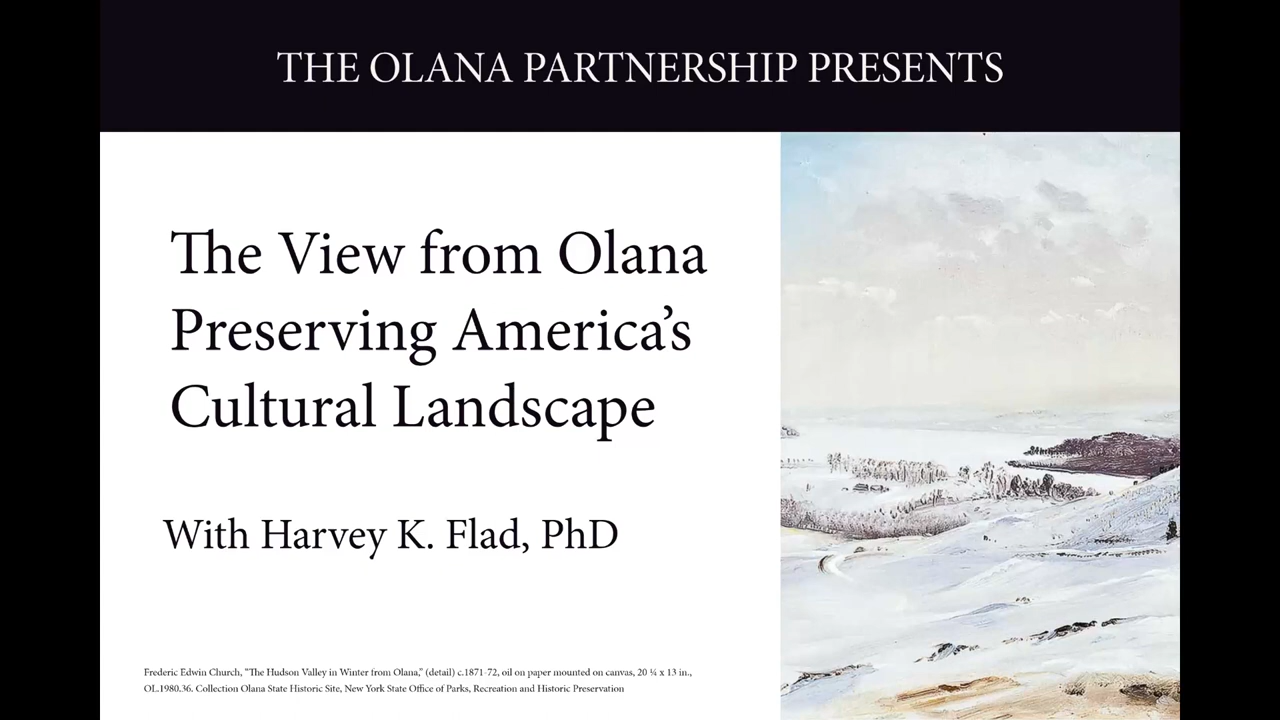 THE OLANA PARTNERSHIP PRESENTS
The View from Olana
Preserving America’s
Cultural Landscape
With Harvey K. Flad, PhD
Frederic Edwin Church, "The Hudson Valley in Winter from Olana," (detail) c.1871-72, oil on paper mounted on canvas, 20 ¼ x 13 in.,
OL.1980.36. Collection Olana State Historic Site, New York State Office of Parks, Recreation and Historic Preservation